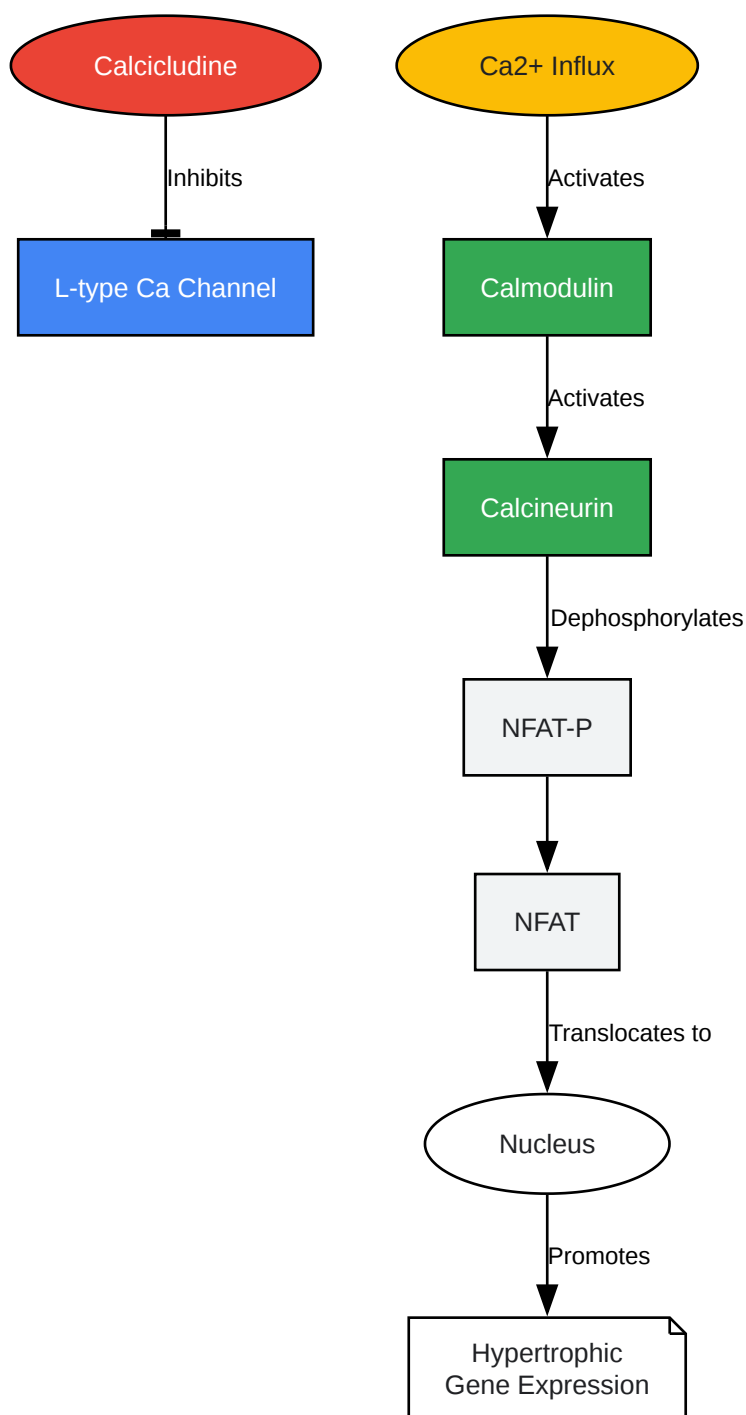 Calcicludine
Inhibits
L-type Ca Channel
Ca2+ Influx
Activates
Calmodulin
Activates
Calcineurin
Dephosphorylates
NFAT-P
NFAT
Translocates to
Nucleus
Promotes
Hypertrophic
Gene Expression